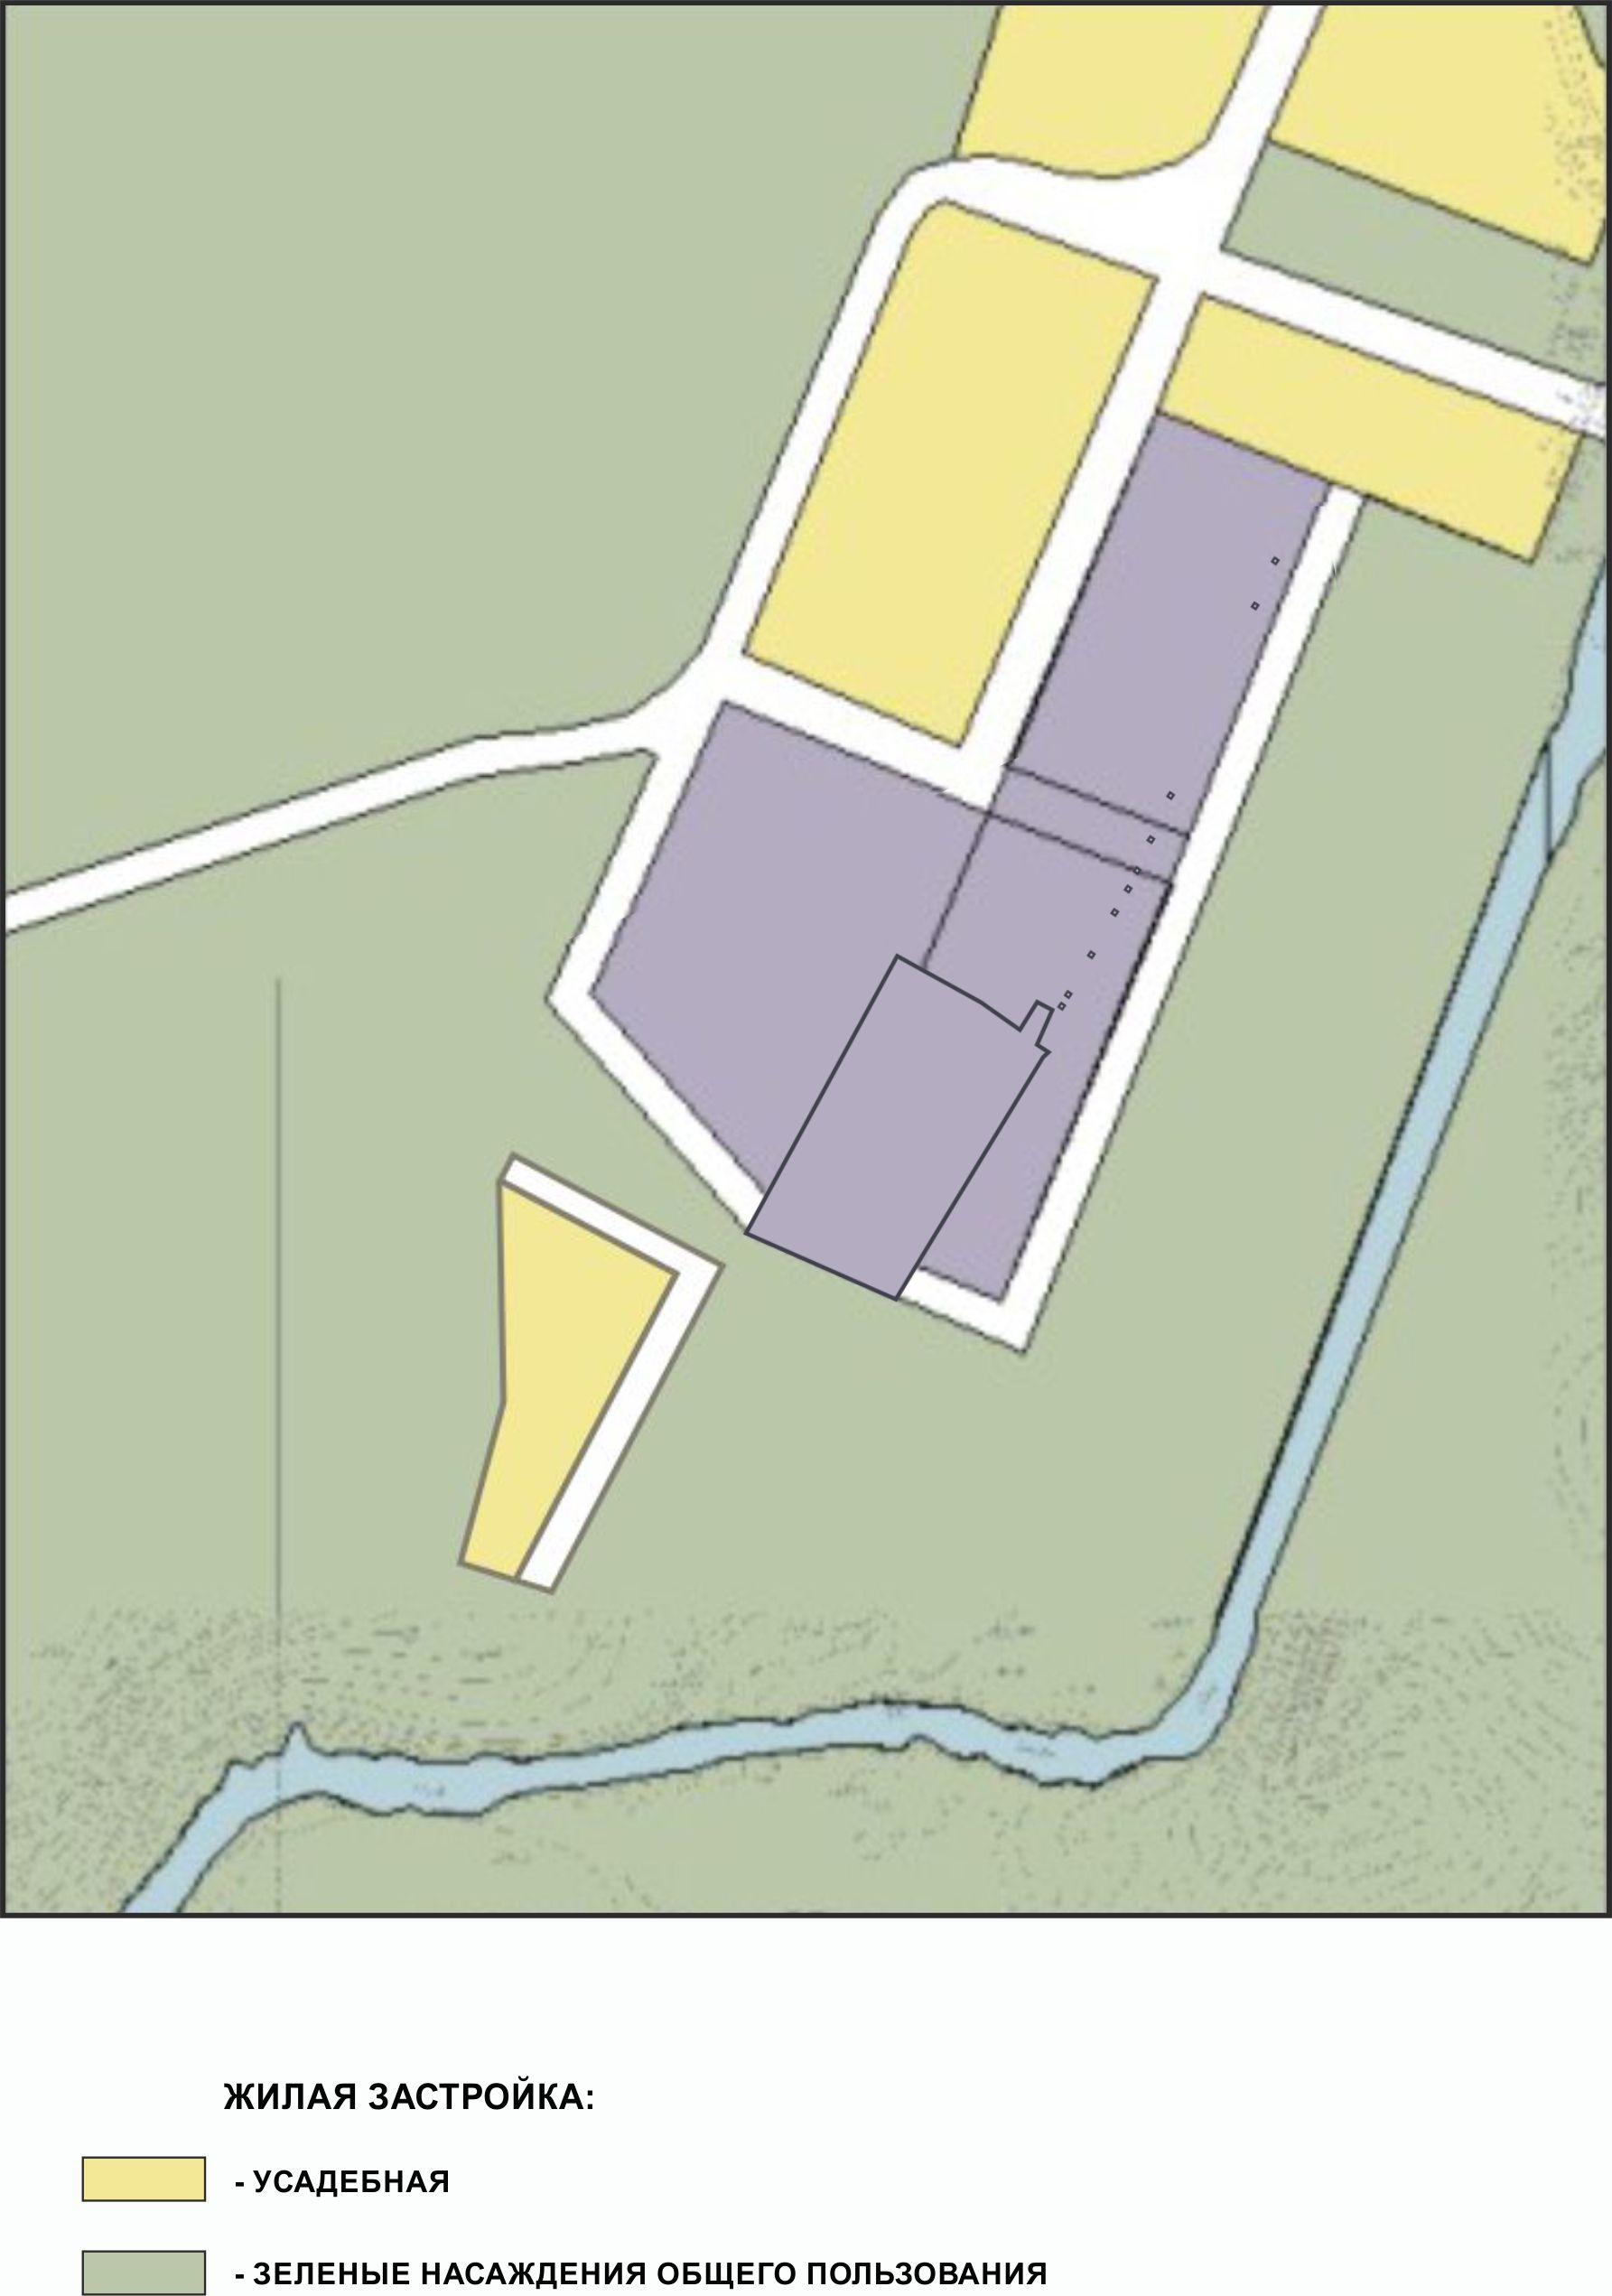 ЖИЛАЯ ЗАСТРОЙКА:
- УСАДЕБНАЯ
- ЗЕЛЕНЫЕ НАСАЖДЕНИЯ ОБЩЕГО ПОЛЬЗОВАНИЯ